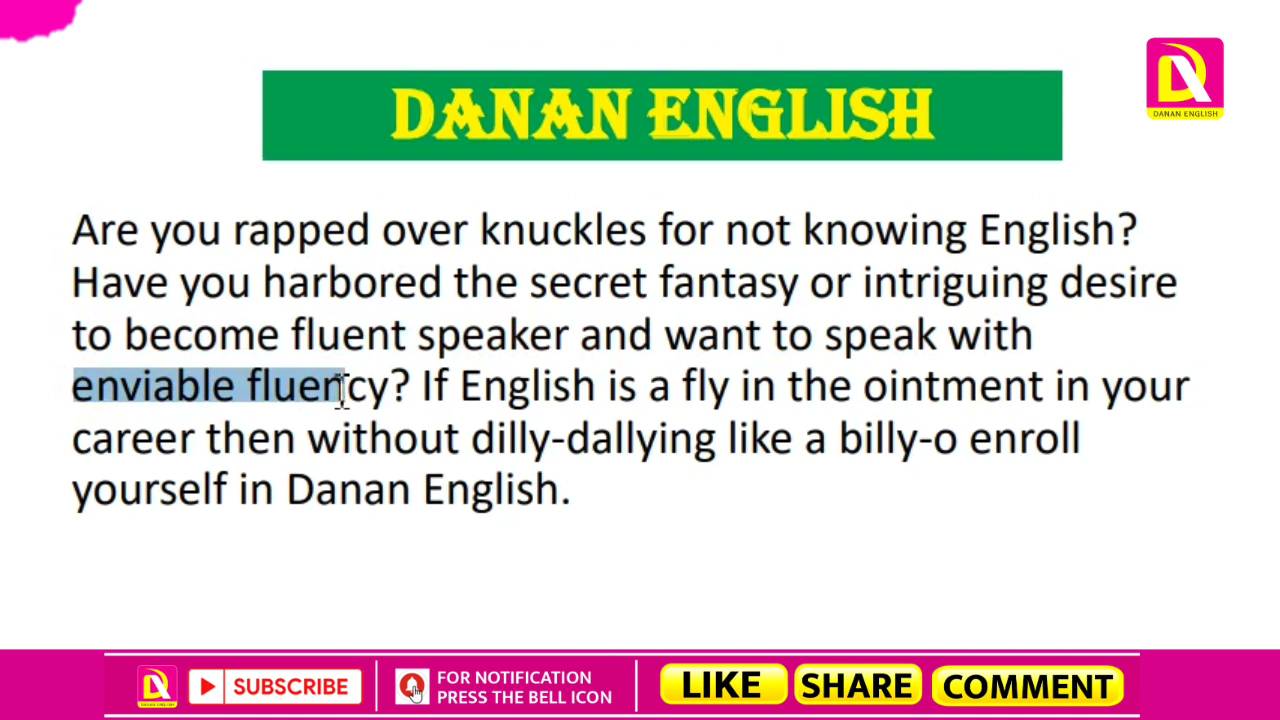 DANAN ENGLISH
DANAN ENGLISH
Are you rapped over knuckles for not knowing English?
Have you harbored the secret fantasy or intriguing desire
to become fluent speaker and want to speak with
enviable fluency? If English is a fly in the ointment in your
career then without dilly-dallying like a billy-o enroll
yourself in Danan English.
DANAN ENGLISH
SUBSCRIBE
FOR NOTIFICATION
PRESS THE BELL ICON
LIKE
SHARE
COMMENT